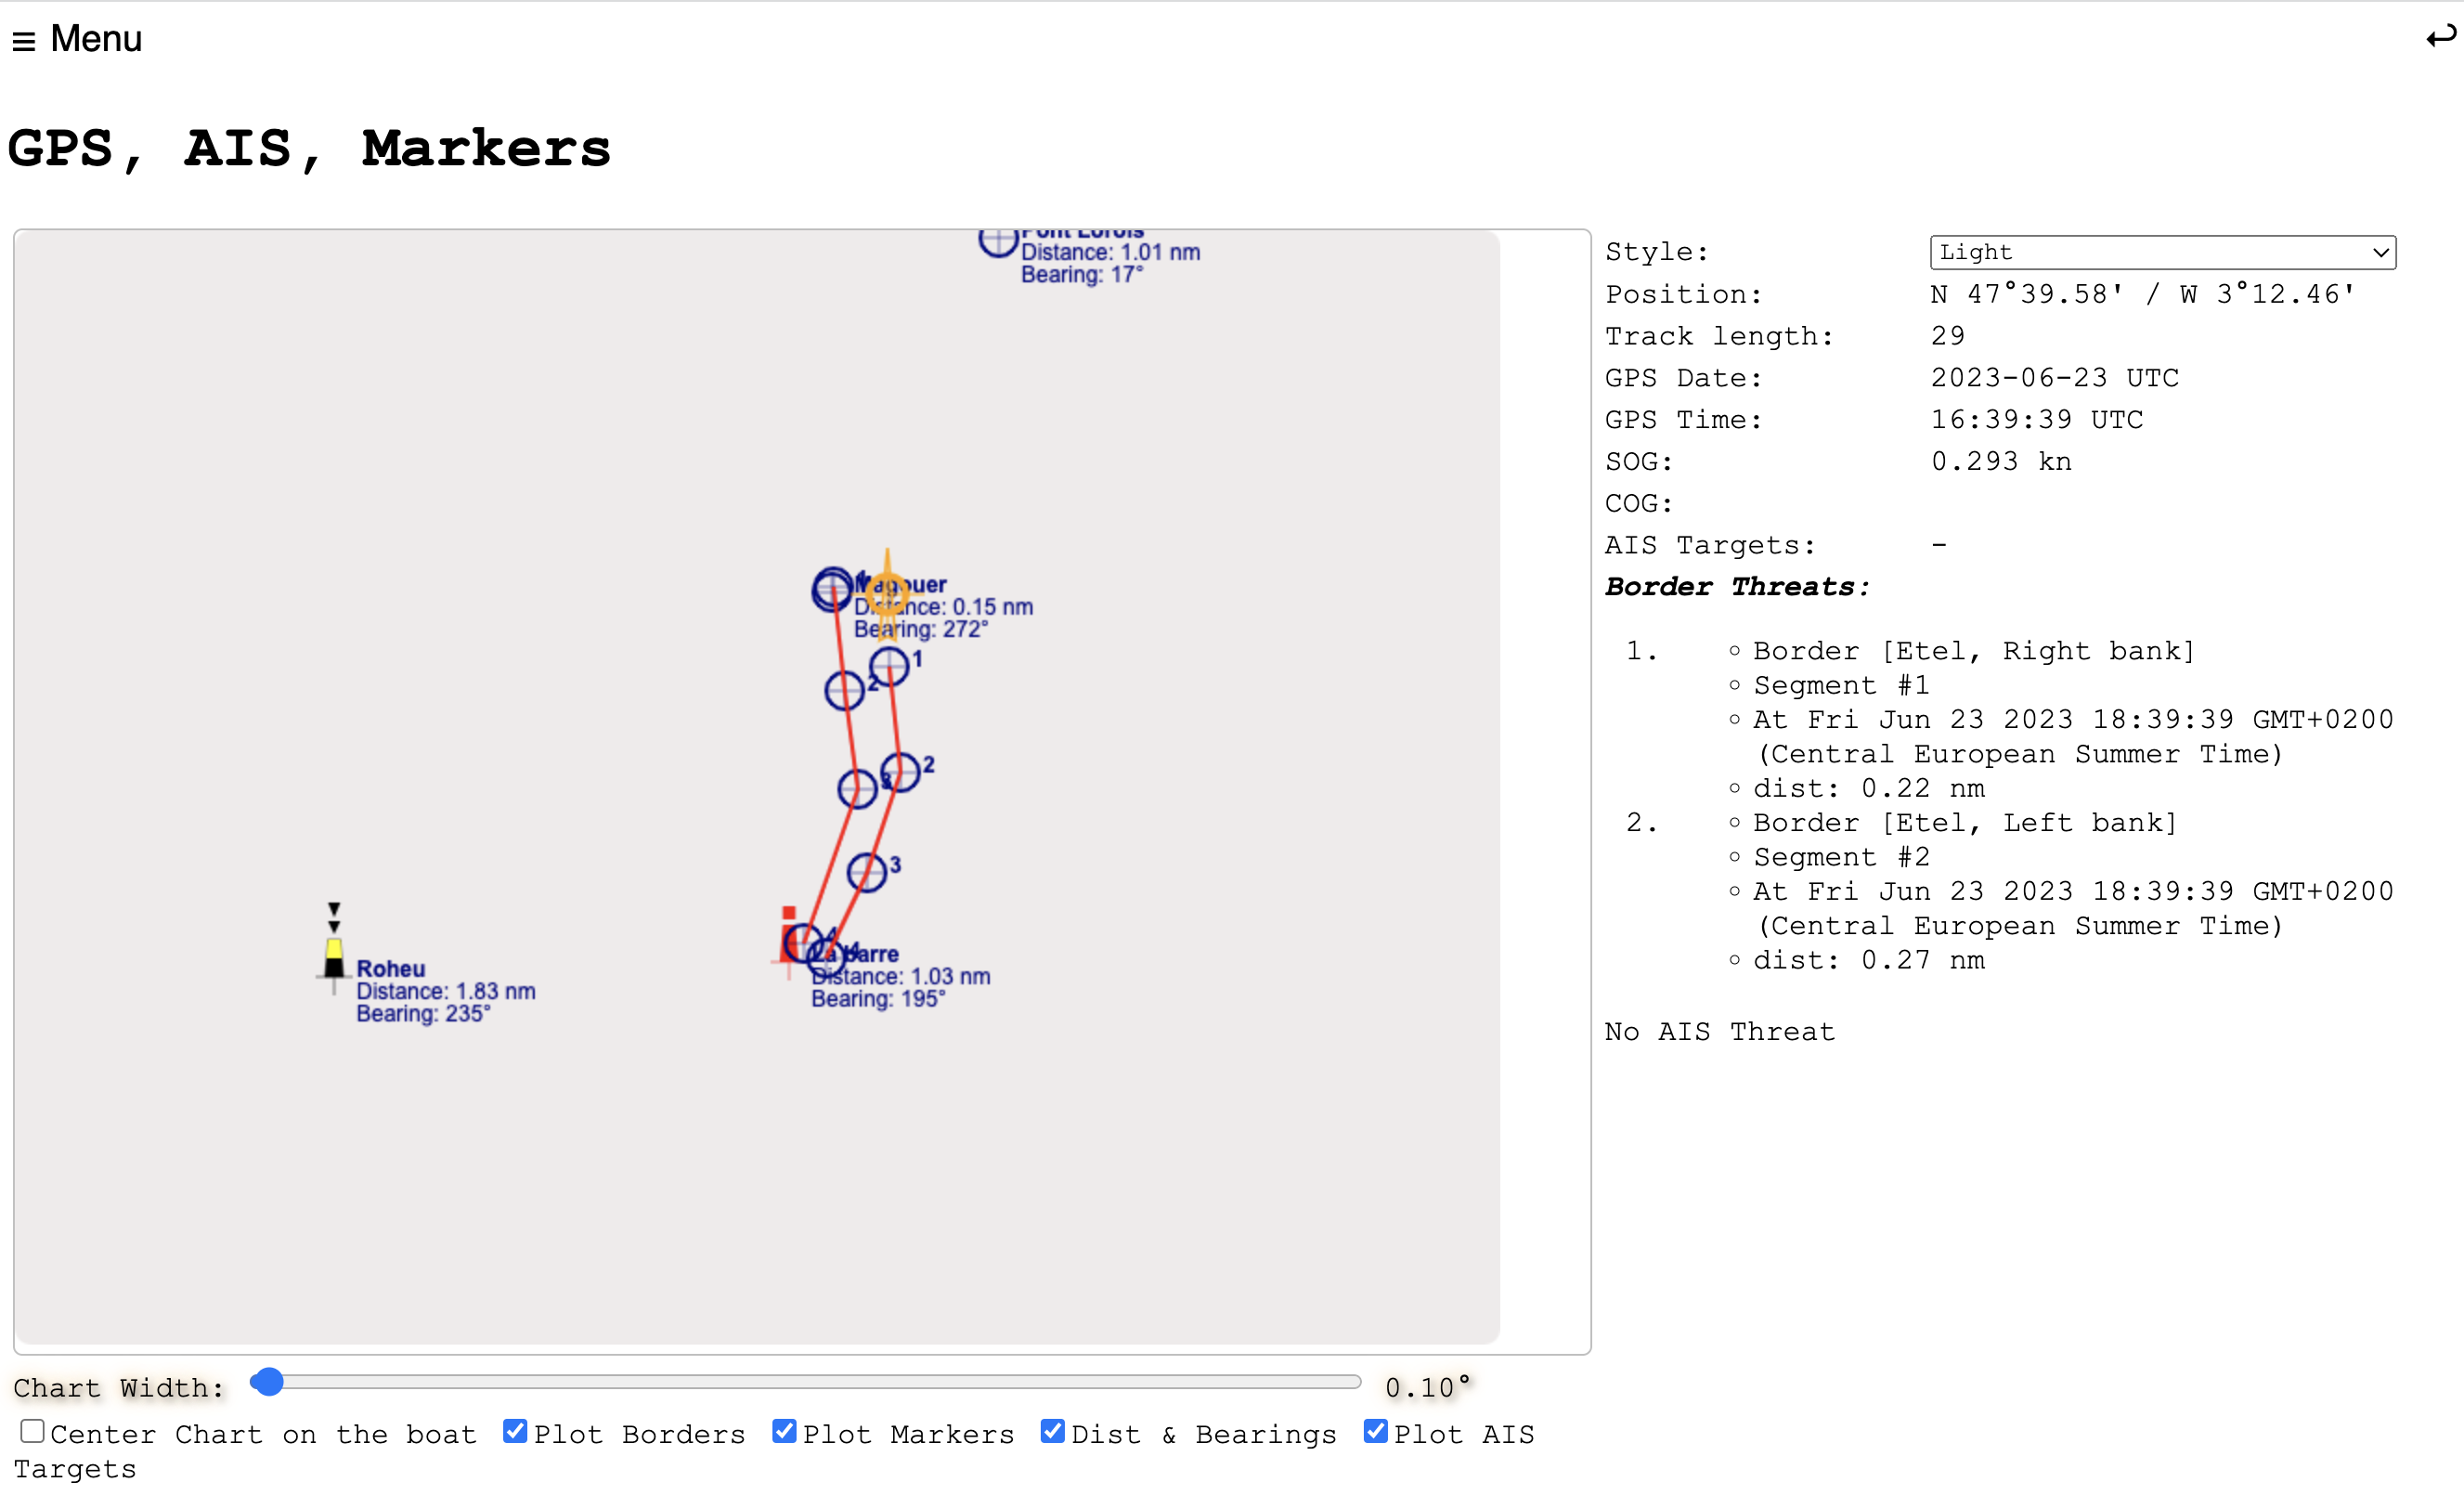 ≡ Menu
GPS, AIS, Markers
Pont Lorois
Distance: 1.01 nm
Bearing: 17°
Magouer
Distance: 0.15 nm
Bearing: 272°
1
2
2
3
3
4
4
La barre
Distance: 1.03 nm
Bearing: 195°
Roheu
Distance: 1.83 nm
Bearing: 235°
Style: Light
Position: N 47°39.58' / W 3°12.46'
Track length: 29
GPS Date: 2023-06-23 UTC
GPS Time: 16:39:39 UTC
SOG: 0.293 kn
COG:
AIS Targets: -
Border Threats:
1. Border [Etel, Right bank]
Segment #1
At Fri Jun 23 2023 18:39:39 GMT+0200
(Central European Summer Time)
dist: 0.22 nm
2. Border [Etel, Left bank]
Segment #2
At Fri Jun 23 2023 18:39:39 GMT+0200
(Central European Summer Time)
dist: 0.27 nm
No AIS Threat
Chart Width: 0.10°
Center Chart on the boat Plot Borders Plot Markers Dist & Bearings Plot AIS
Targets